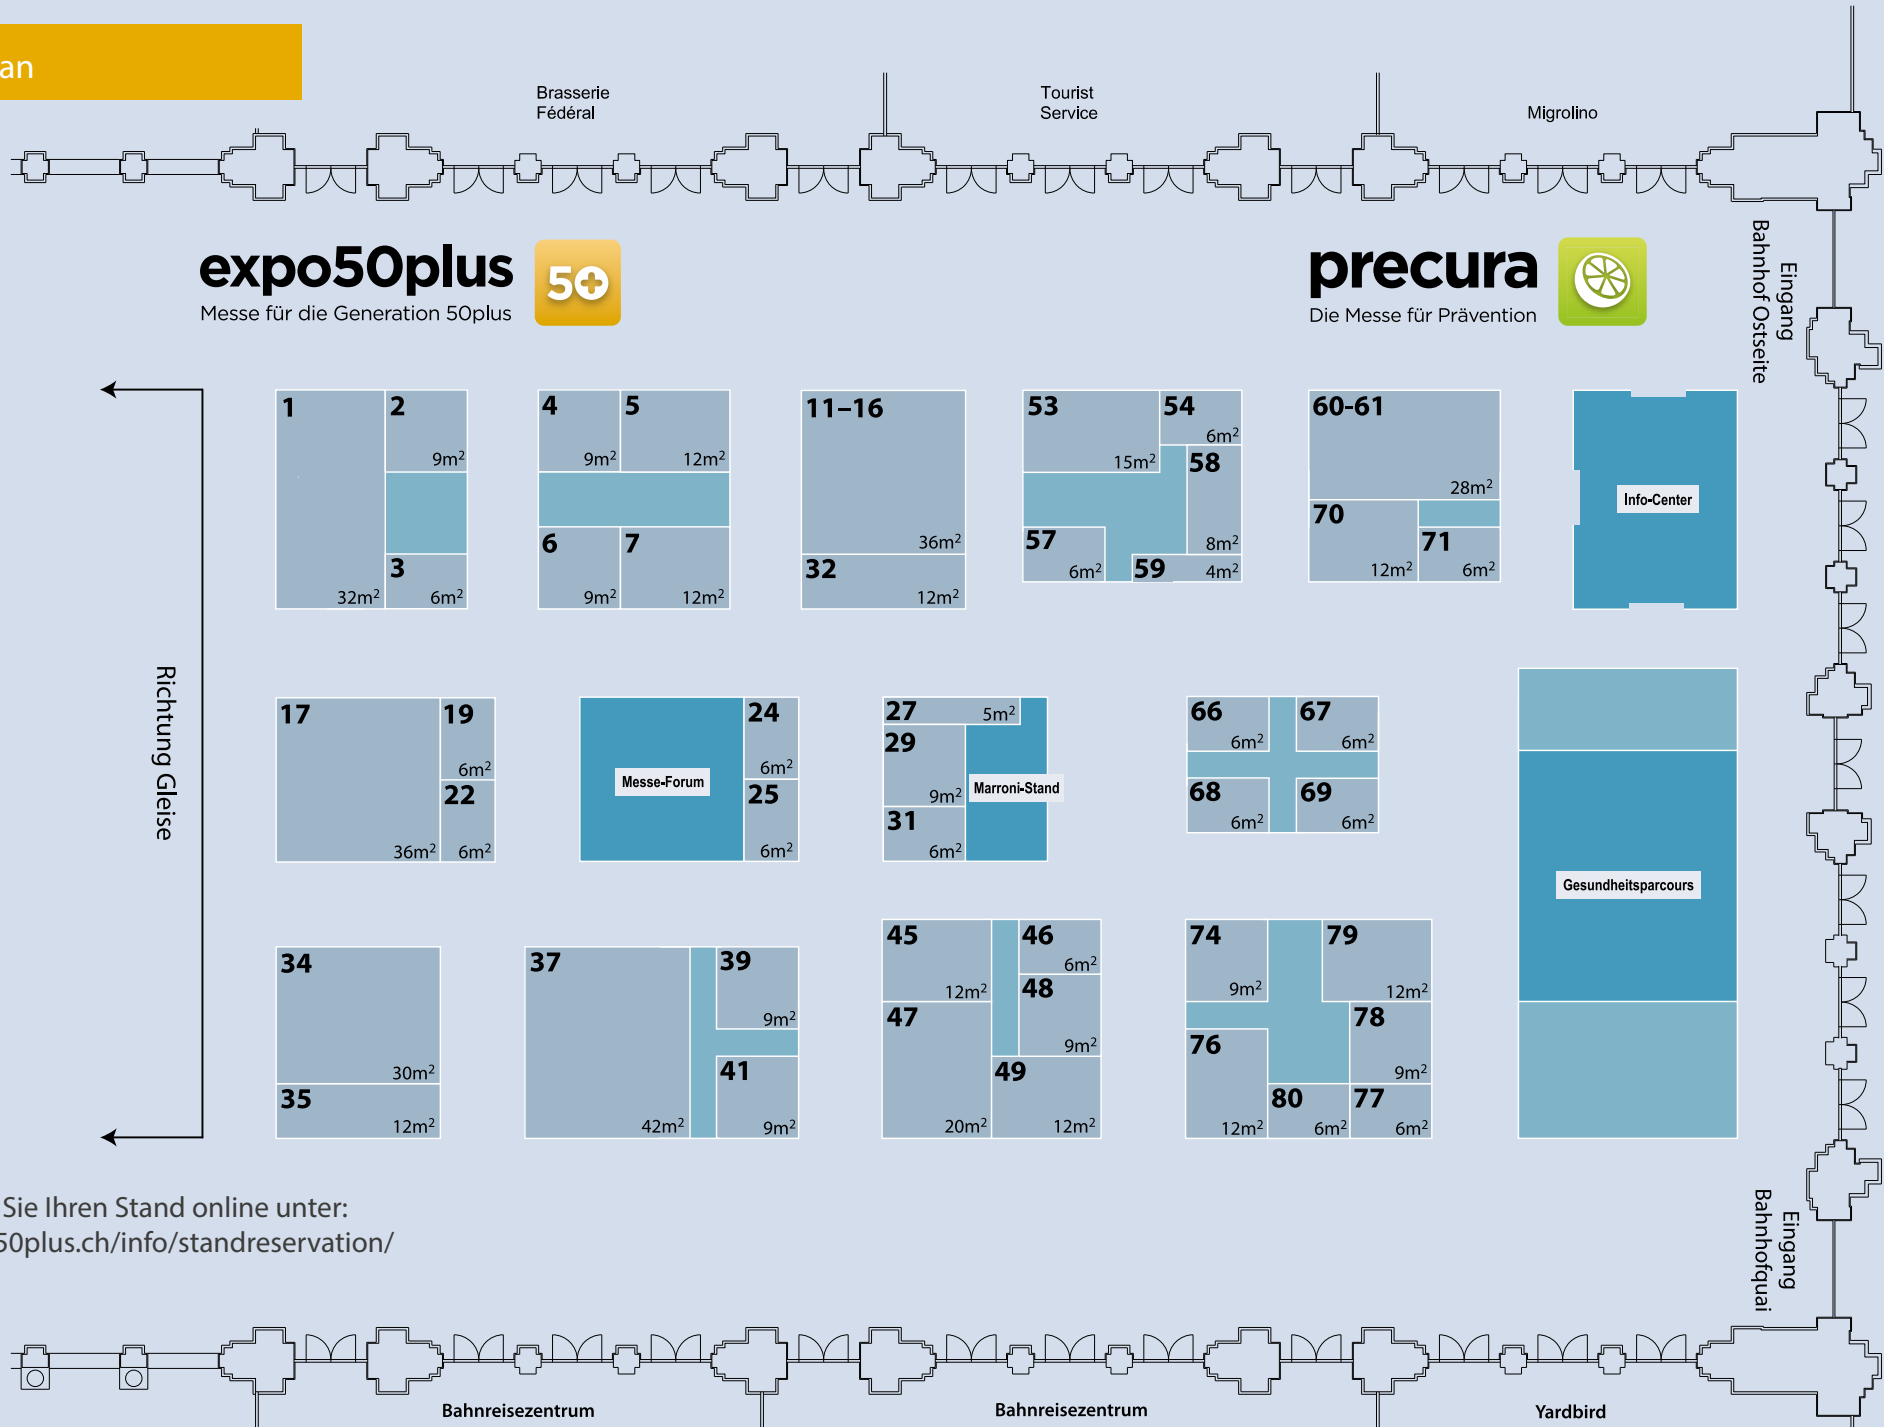 an
Brasserie
Fédéral
Tourist
Service
Migrolino
expo50plus
Messe für die Generation 50plus
5+
precura
Die Messe für Prävention
Eingang
Bahnhof Ostseite
1
32m²
2
9m²
3
6m²
4
9m²
5
12m²
6
9m²
7
12m²
11–16
36m²
32
12m²
53
15m²
54
6m²
58
8m²
57
6m²
59
4m²
60-61
28m²
70
12m²
71
6m²
Info-Center
Richtung Gleise
17
36m²
19
6m²
22
6m²
Messe-Forum
24
6m²
25
6m²
27
5m²
29
9m²
31
6m²
Marroni-Stand
66
6m²
67
6m²
68
6m²
69
6m²
Gesundheitsparcours
34
30m²
35
12m²
37
42m²
39
9m²
41
9m²
45
12m²
46
6m²
47
20m²
48
9m²
49
12m²
74
9m²
79
12m²
76
12m²
78
9m²
80
6m²
77
6m²
Sie Ihren Stand online unter:
50plus.ch/info/standreservation/
Eingang
Bahnhofquai
Bahnreisezentrum
Bahnreisezentrum
Yardbird